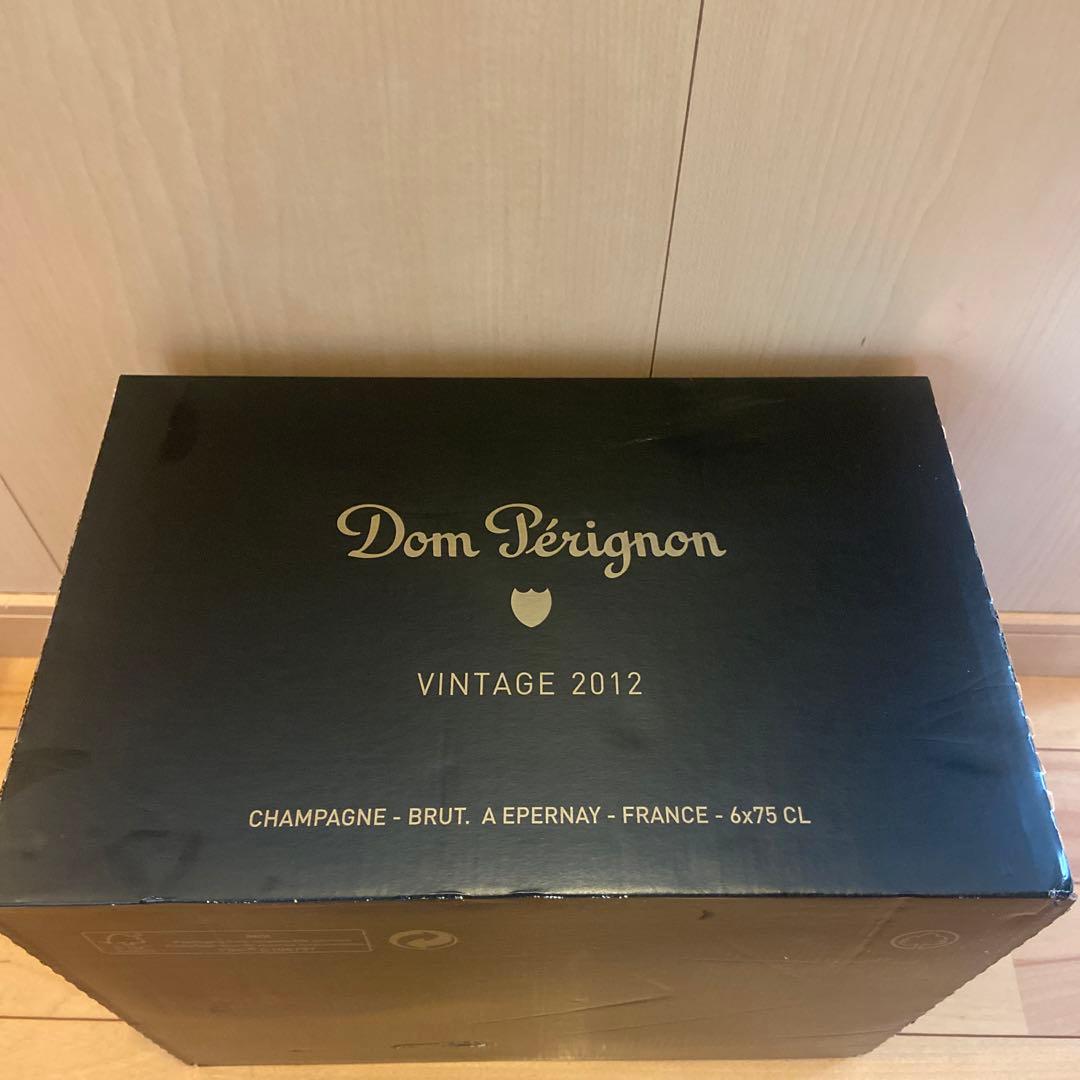 Dom Pérignon
VINTAGE 2012
CHAMPAGNE - BRUT. A EPERNAY - FRANCE - 6x75 CL